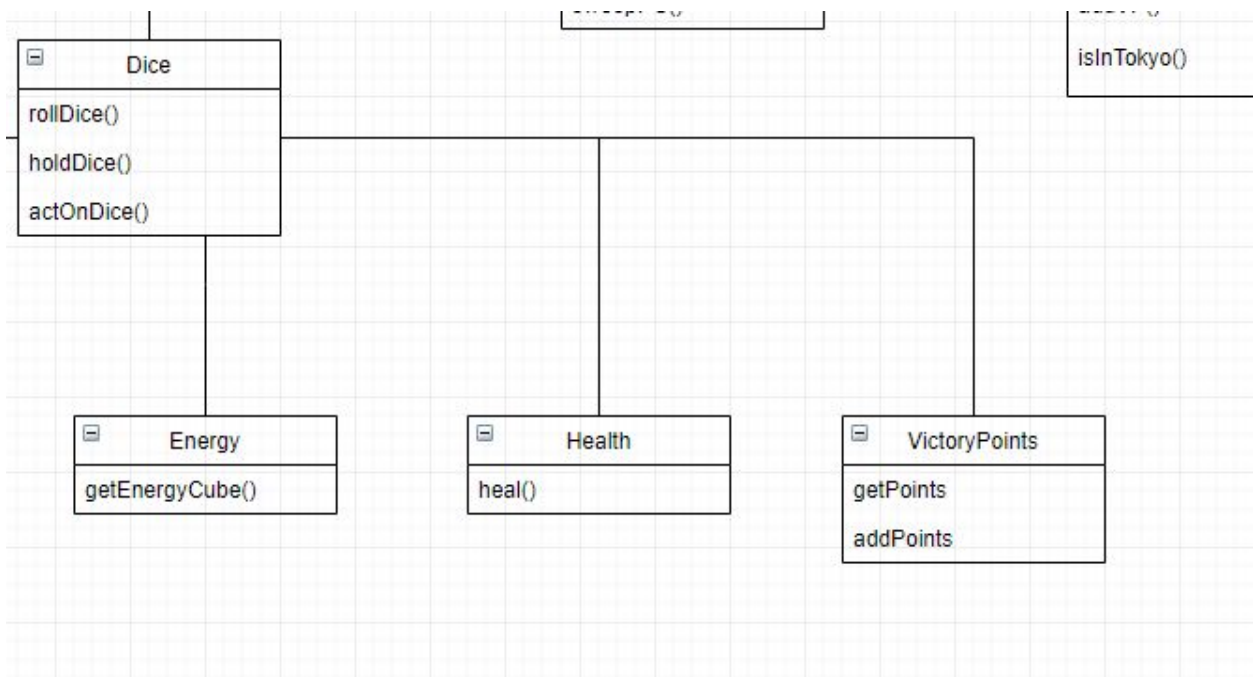 isInTokyo()
Dice
rollDice()
holdDice()
actOnDice()
Energy
getEnergyCube()
Health
heal()
VictoryPoints
getPoints
addPoints